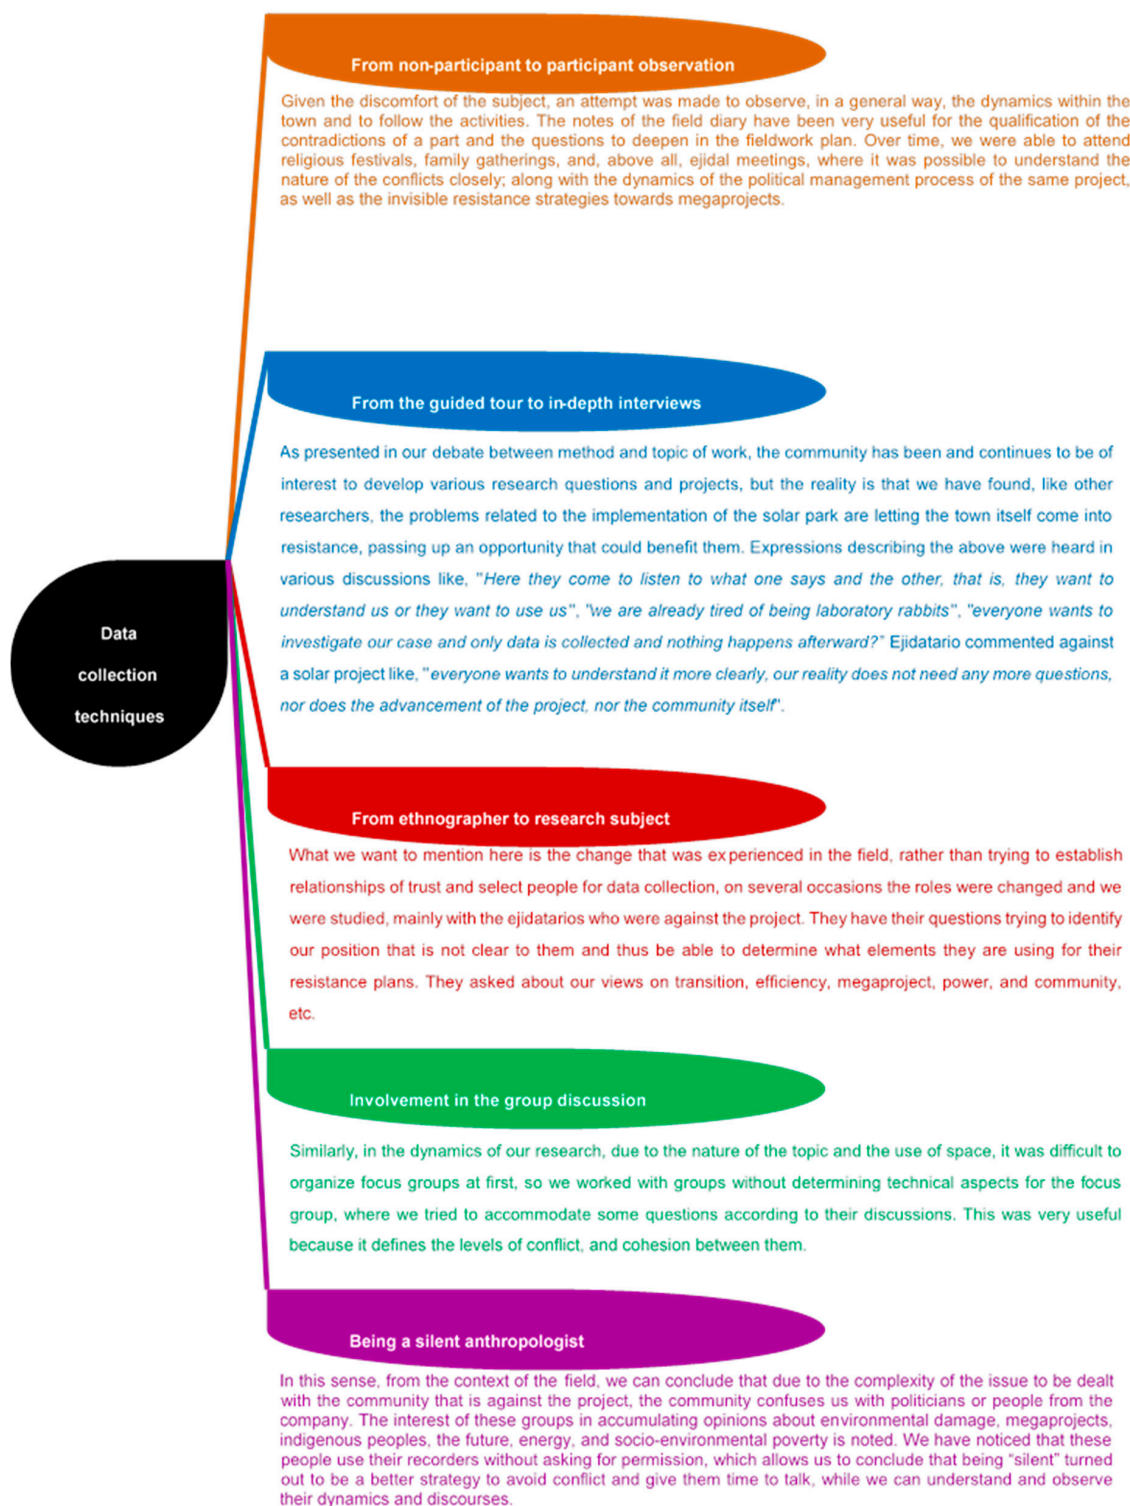 From non-participant to participant observation
Given the discomfort of the subject, an attempt was made to observe, in a general way, the dynamics within the
town and to follow the activities. The notes of the field diary have been very useful for the qualification of the
contradictions of a part and the questions to deepen in the fieldwork plan. Over time, we were able to attend
religious festivals, family gatherings, and, above all, ejidal meetings, where it was possible to understand the
nature of the conflicts closely; along with the dynamics of the political management process of the same project,
as well as the invisible resistance strategies towards megaprojects.
From the guided tour to in-depth interviews
As presented in our debate between method and topic of work, the community has been and continues to be of
interest to develop various research questions and projects, but the reality is that we have found, like other
researchers, the problems related to the implementation of the solar park are letting the town itself come into
resistance, passing up an opportunity that could benefit them. Expressions describing the above were heard in
various discussions like, "Here they come to listen to what one says and the other, that is, they want to
understand us or they want to use us", "we are already tired of being laboratory rabbits", "everyone wants to
investigate our case and only data is collected and nothing happens afterward?" Ejidatario commented against
a solar project like, "everyone wants to understand it more clearly, our reality does not need any more questions,
nor does the advancement of the project, nor the community itself".
Data
collection
techniques
From ethnographer to research subject
What we want to mention here is the change that was experienced in the field, rather than trying to establish
relationships of trust and select people for data collection, on several occasions the roles were changed and we
were studied, mainly with the ejidatarios who were against the project. They have their questions trying to identify
our position that is not clear to them and thus be able to determine what elements they are using for their
resistance plans. They asked about our views on transition, efficiency, megaproject, power, and community,
etc.
Involvement in the group discussion
Similarly, in the dynamics of our research, due to the nature of the topic and the use of space, it was difficult to
organize focus groups at first, so we worked with groups without determining technical aspects for the focus
group, where we tried to accommodate some questions according to their discussions. This was very useful
because it defines the levels of conflict, and cohesion between them.
Being a silent anthropologist
In this sense, from the context of the field, we can conclude that due to the complexity of the issue to be dealt
with the community that is against the project, the community confuses us with politicians or people from the
company. The interest of these groups in accumulating opinions about environmental damage, megaprojects,
indigenous peoples, the future, energy, and socio-environmental poverty is noted. We have noticed that these
people use their recorders without asking for permission, which allows us to conclude that being “silent” turned
out to be a better strategy to avoid conflict and give them time to talk, while we can understand and observe
their dynamics and discourses.